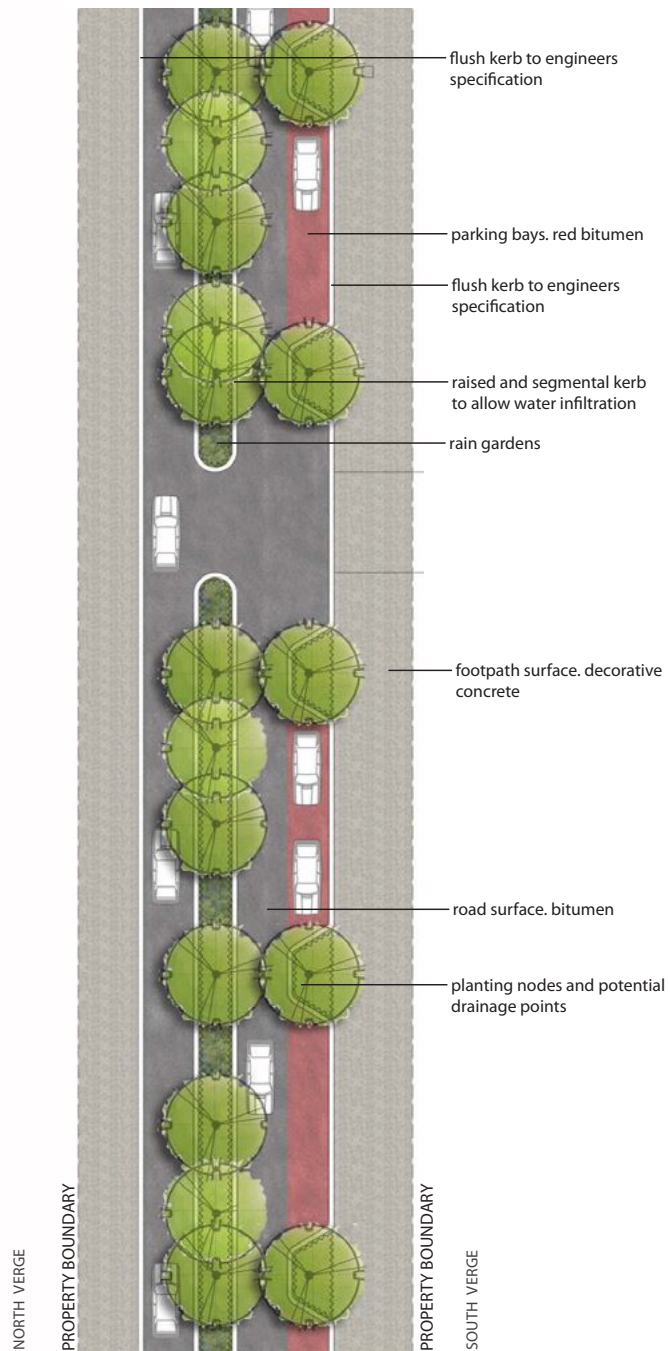 flush kerb to engineers
specification
parking bays. red bitumen
flush kerb to engineers
specification
raised and segmental kerb
to allow water infiltration
rain gardens
footpath surface. decorative
concrete
road surface. bitumen
planting nodes and potential
drainage points
NORTH VERGE
PROPERTY BOUNDARY
PROPERTY BOUNDARY
SOUTH VERGE